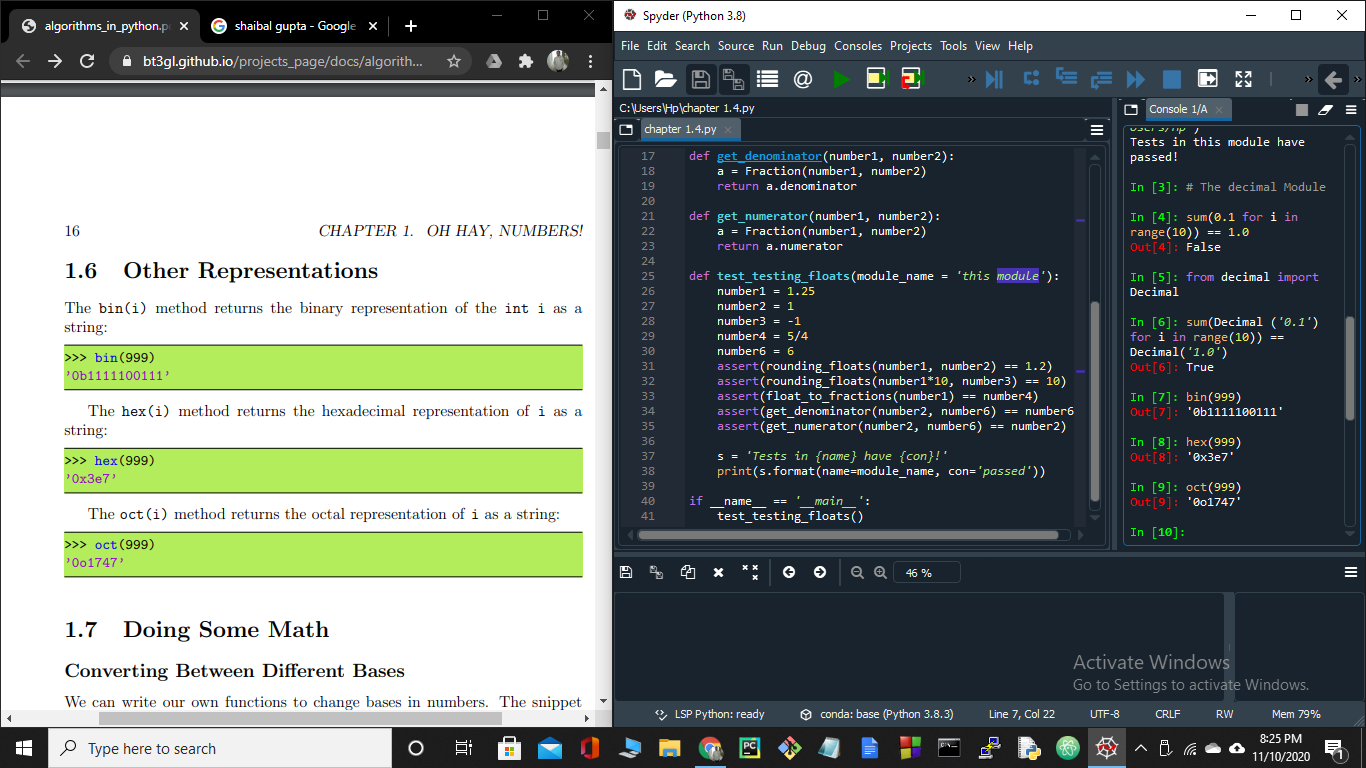 algorithms_in_python.p
shaibal gupta - Google
bt3gl.github.io/projects_page/docs/algorith...
16 CHAPTER 1. OH HAY, NUMBERS!
1.6 Other Representations
The bin(i) method returns the binary representation of the int i as a
string:
>>> bin(999)
'0b1111100111'
The hex(i) method returns the hexadecimal representation of i as a
string:
>>> hex(999)
'0x3e7'
The oct(i) method returns the octal representation of i as a string:
>>> oct(999)
'0o1747'
1.7 Doing Some Math
Converting Between Different Bases
We can write our own functions to change bases in numbers. The snippet
Spyder (Python 3.8)
File Edit Search Source Run Debug Consoles Projects Tools View Help
C:\Users\Hp\chapter 1.4.py
chapter 1.4.py
17 def get_denominator(number1, number2):
18 a = Fraction(number1, number2)
19 return a.denominator
20
21 def get_numerator(number1, number2):
22 a = Fraction(number1, number2)
23 return a.numerator
24
25 def test_testing_floats(module_name = 'this module'):
26 number1 = 1.25
27 number2 = 1
28 number3 = -1
29 number4 = 5/4
30 number6 = 6
31 assert(rounding_floats(number1, number2) == 1.2)
32 assert(rounding_floats(number1*10, number3) == 10)
33 assert(float_to_fractions(number1) == number4)
34 assert(get_denominator(number2, number6) == number6
35 assert(get_numerator(number2, number6) == number2)
36
37 s = 'Tests in {name} have {con}!'
38 print(s.format(name=module_name, con='passed'))
39
40 if __name__ == '__main__':
41 test_testing_floats()
Console 1/A
Tests in this module have
passed!
In [3]: # The decimal Module
In [4]: sum(0.1 for i in
range(10)) == 1.0
Out[4]: False
In [5]: from decimal import
Decimal
In [6]: sum(Decimal ('0.1')
for i in range(10)) ==
Decimal('1.0')
Out[6]: True
In [7]: bin(999)
Out[7]: '0b1111100111'
In [8]: hex(999)
Out[8]: '0x3e7'
In [9]: oct(999)
Out[9]: '0o1747'
In [10]:
46 %
Activate Windows
Go to Settings to activate Windows.
LSP Python: ready
conda: base (Python 3.8.3)
Line 7, Col 22
UTF-8
CRLF
RW
Mem 79%
Type here to search
8:25 PM
11/10/2020
1